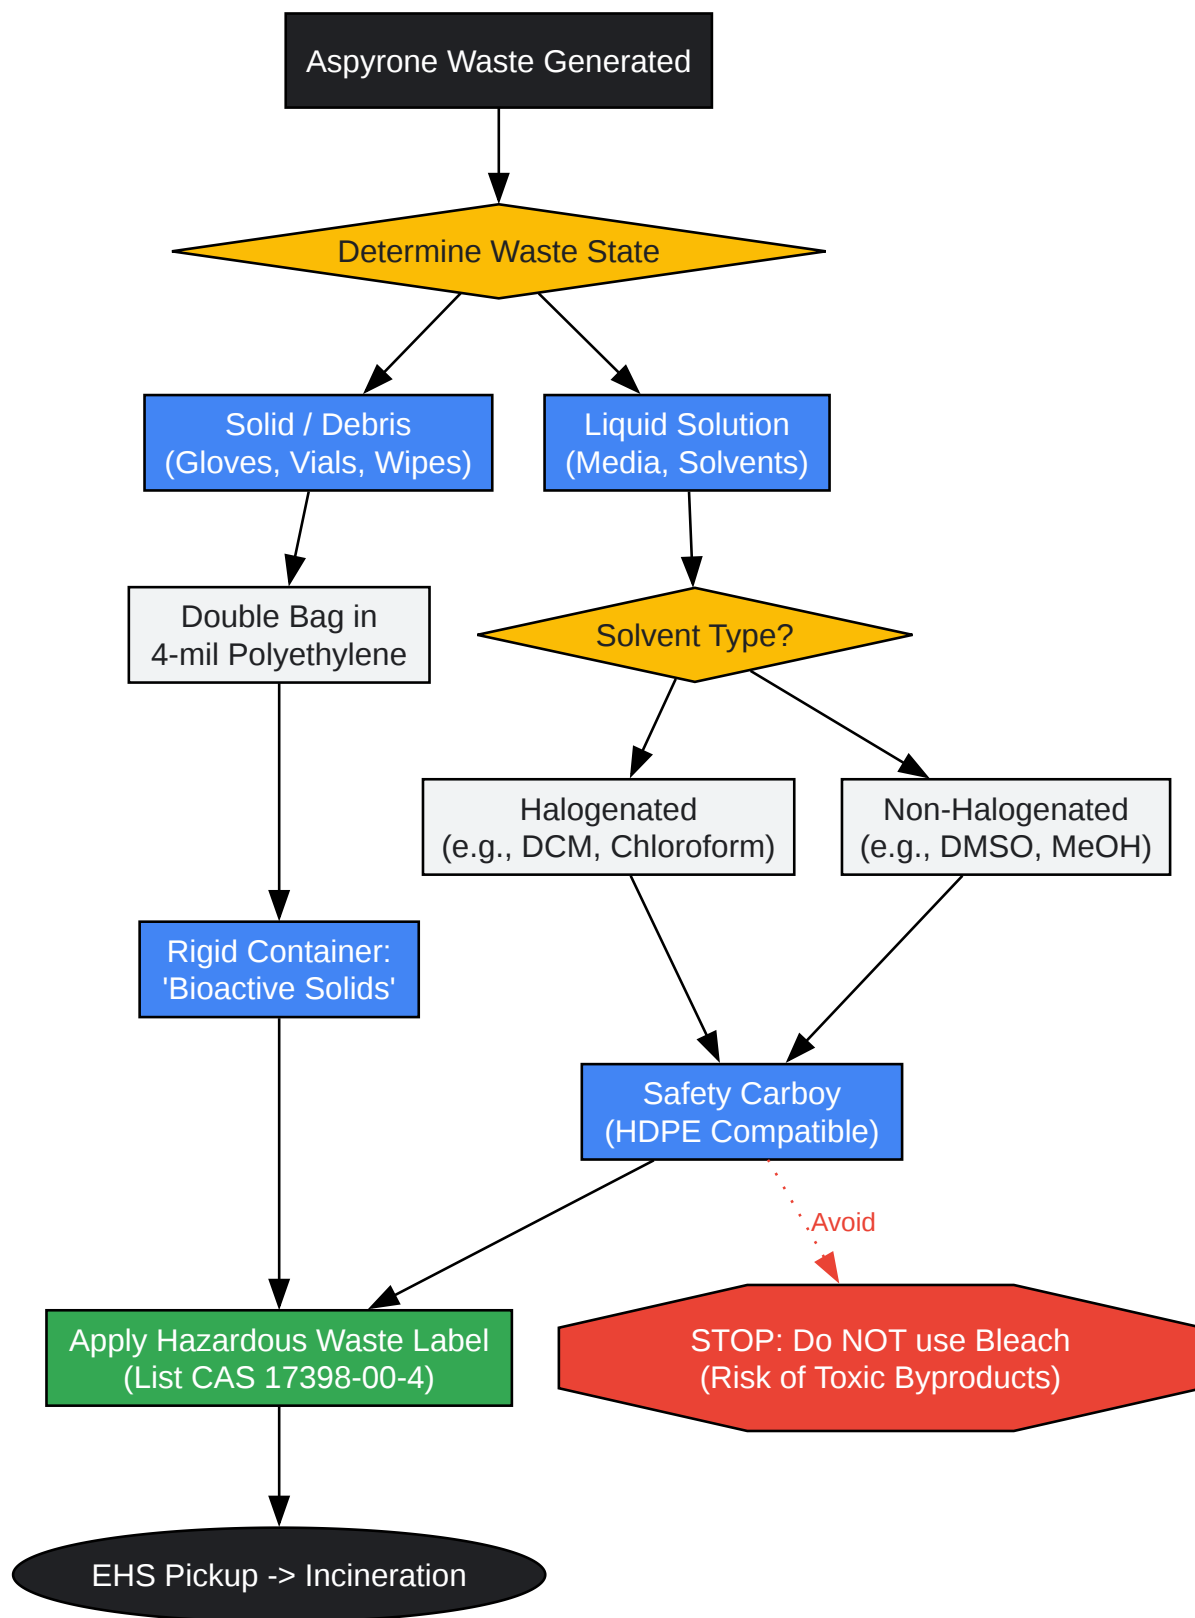 Aspyrone Waste Generated
Determine Waste State
Solid / Debris
(Gloves, Vials, Wipes)
Liquid Solution
(Media, Solvents)
Double Bag in
4-mil Polyethylene
Solvent Type?
Halogenated
(e.g., DCM, Chloroform)
Non-Halogenated
(e.g., DMSO, MeOH)
Rigid Container:
'Bioactive Solids'
Safety Carboy
(HDPE Compatible)
Avoid
Apply Hazardous Waste Label
(List CAS 17398-00-4)
STOP: Do NOT use Bleach
(Risk of Toxic Byproducts)
EHS Pickup -> Incineration